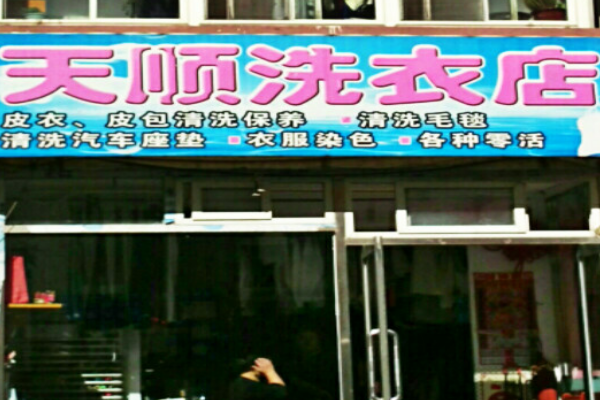 天顺洗衣店
皮衣、皮包清洗保养 清洗毛毯
清洗汽车座垫 衣服染色 各种零活